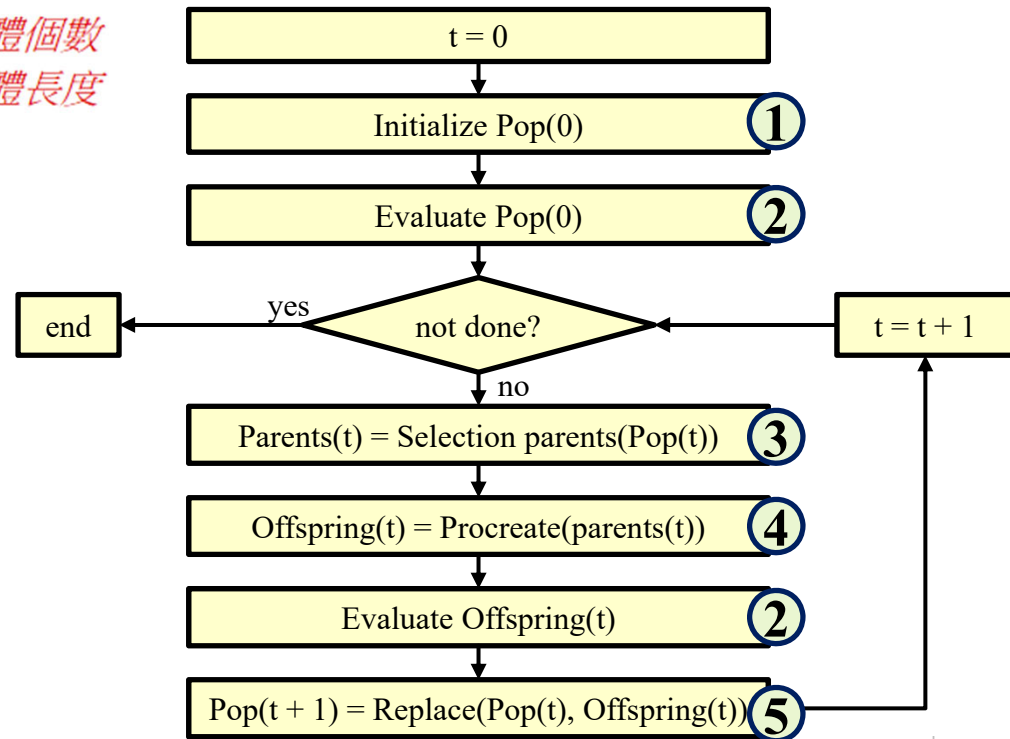 體個數
體長度
t = 0
Initialize Pop(0)
1
Evaluate Pop(0)
2
end
yes
not done?
t = t + 1
no
Parents(t) = Selection parents(Pop(t))
3
Offspring(t) = Procreate(parents(t))
4
Evaluate Offspring(t)
2
Pop(t + 1) = Replace(Pop(t), Offspring(t))
5